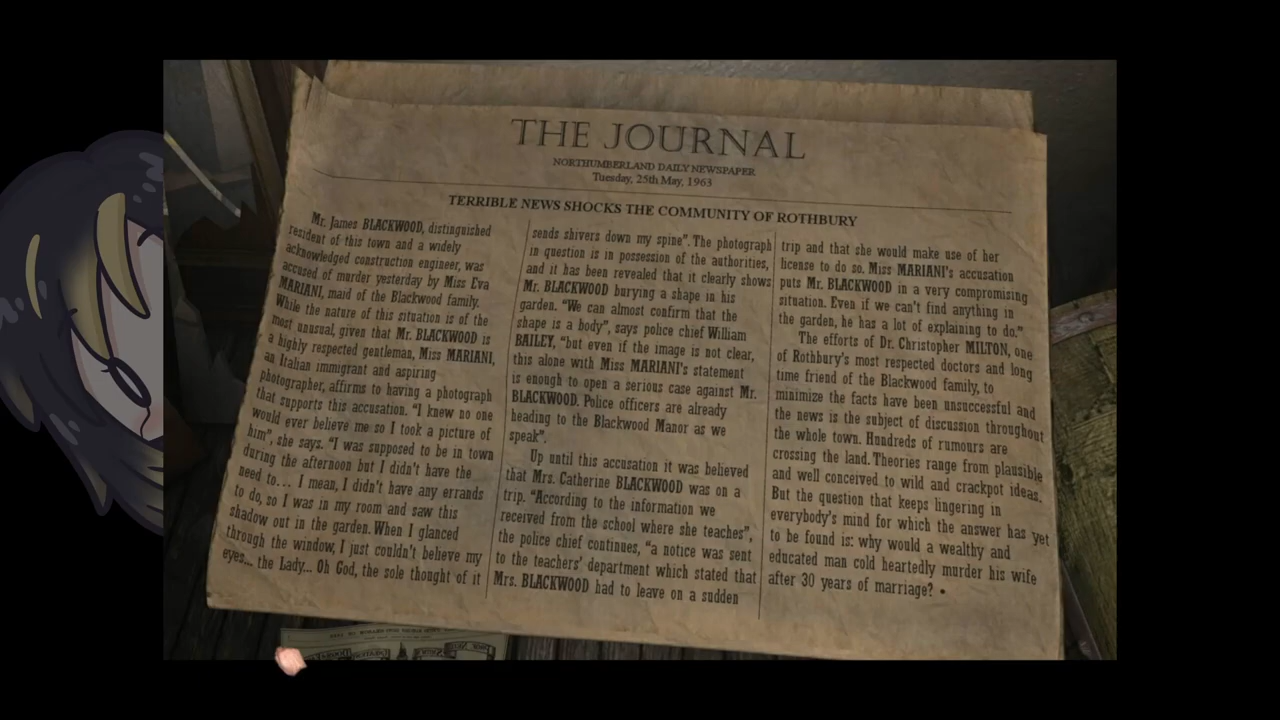 THE JOURNAL
NORTHUMBERLAND DAILY NEWSPAPER
Tuesday, 25th May, 1963
TERRIBLE NEWS SHOCKS THE COMMUNITY OF ROTHBURY
Mr. James BLACKWOOD, distinguished
resident of this town and a widely
acknowledged construction engineer, was
accused of murder yesterday by Miss Eva
MARIANI, maid of the Blackwood family.
While the nature of this situation is of the
most unusual, given that Mr. BLACKWOOD is
a highly respected gentleman, Miss MARIANI,
an Italian immigrant and aspiring
photographer, affirms to having a photograph
that supports this accusation. “I knew no one
would ever believe me so I took a picture of
him”, she says. “I was supposed to be in town
during the afternoon but I didn't have the
need to... I mean, I didn't have any errands
to do, so I was in my room and saw this
shadow out in the garden. When I glanced
through the window, I just couldn't believe my
eyes... the Lady... Oh God, the sole thought of it
sends shivers down my spine”. The photograph
in question is in possession of the authorities,
and it has been revealed that it clearly shows
Mr. BLACKWOOD burying a shape in his
garden. “We can almost confirm that the
shape is a body”, says police chief William
BAILEY, “but even if the image is not clear,
this alone with Miss MARIANI's statement
is enough to open a serious case against Mr.
BLACKWOOD. Police officers are already
heading to the Blackwood Manor as we
speak”.
Up until this accusation it was believed
that Mrs. Catherine BLACKWOOD was on a
trip. “According to the information we
received from the school where she teaches”,
the police chief continues, “a notice was sent
to the teachers' department which stated that
Mrs. BLACKWOOD had to leave on a sudden
trip and that she would make use of her
license to do so. Miss MARIANI's accusation
puts Mr. BLACKWOOD in a very compromising
situation. Even if we can't find anything in
the garden, he has a lot of explaining to do.”
The efforts of Dr. Christopher MILTON, one
of Rothbury's most respected doctors and long
time friend of the Blackwood family, to
minimize the facts have been unsuccessful and
the news is the subject of discussion throughout
the whole town. Hundreds of rumours are
crossing the land. Theories range from plausible
and well conceived to wild and crackpot ideas.
But the question that keeps lingering in
everybody's mind for which the answer has yet
to be found is: why would a wealthy and
educated man cold heartedly murder his wife
after 30 years of marriage? •